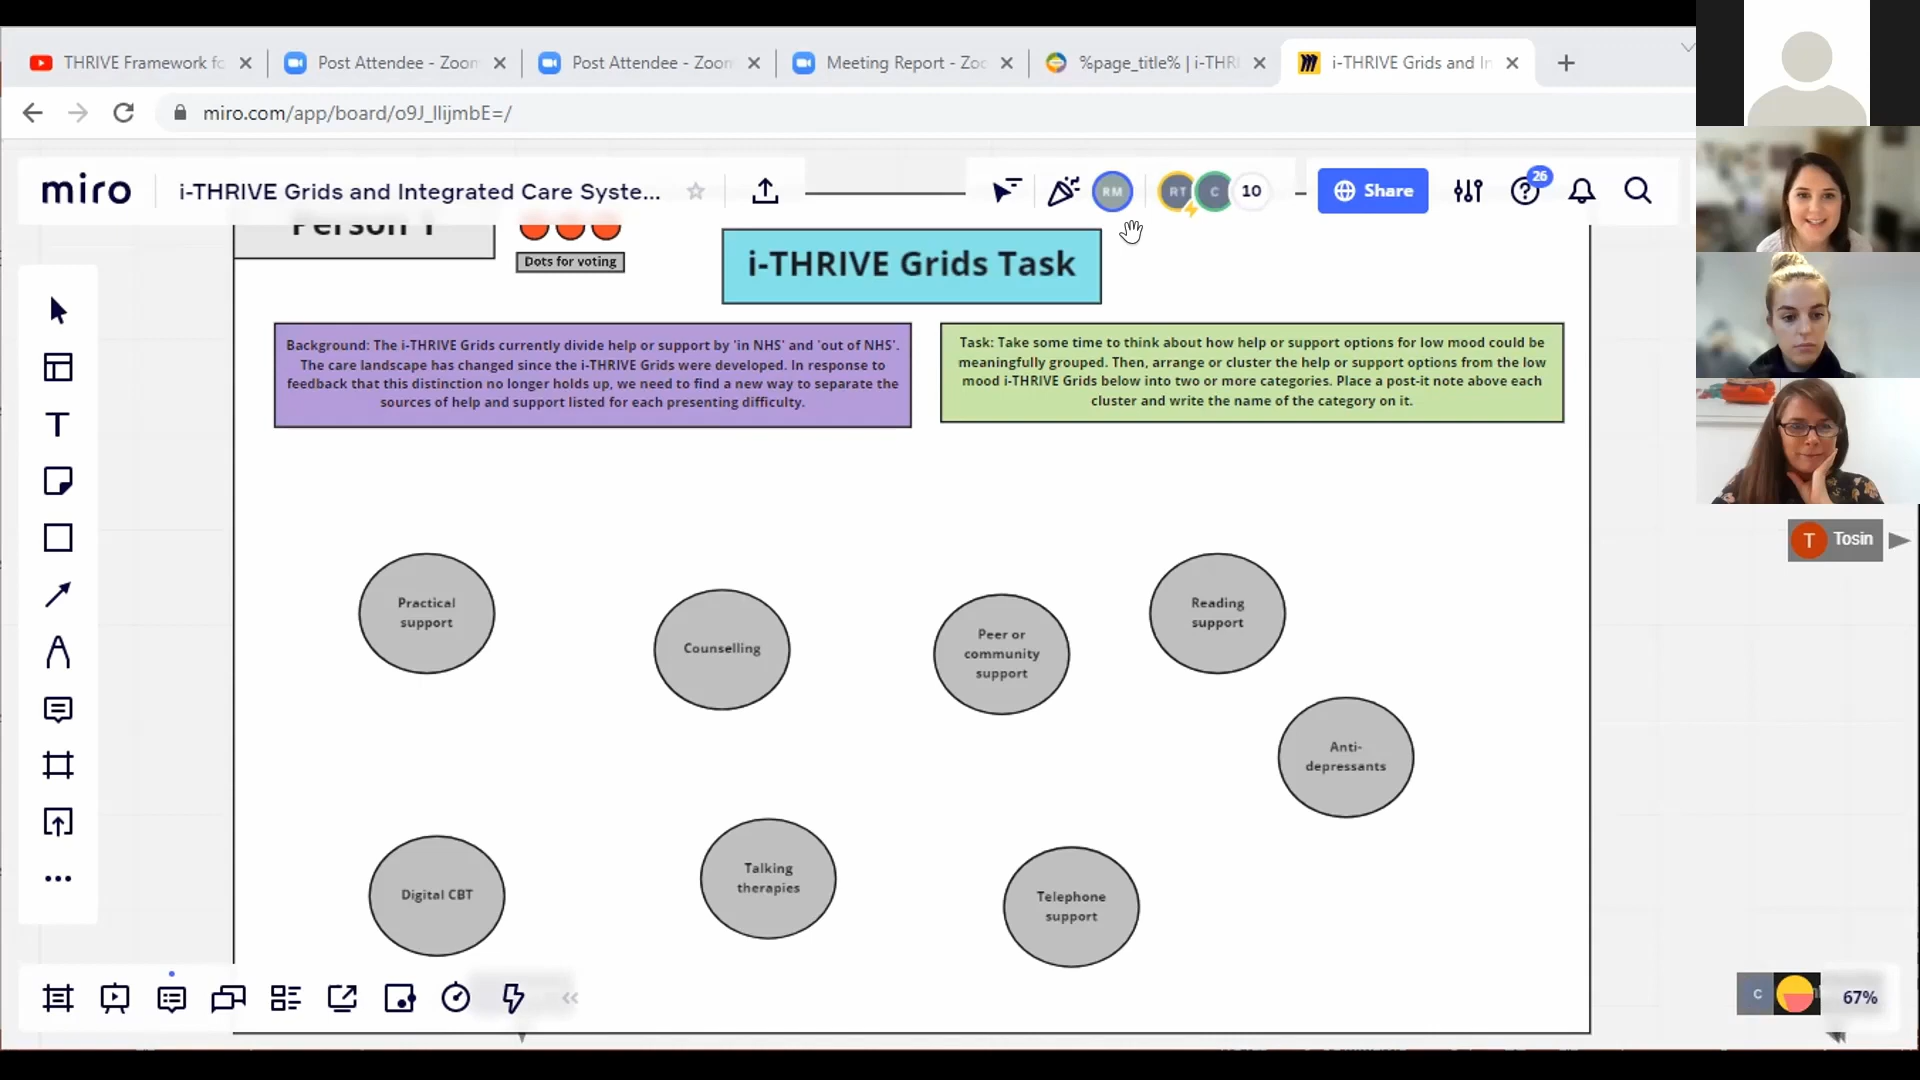 THRIVE Framework fo
Post Attendee - Zoom
Post Attendee - Zoom
Meeting Report - Zoo
%page_title% | i-THRI
i-THRIVE Grids and In
miro.com/app/board/o9J_lIijmbE=/
miro
i-THRIVE Grids and Integrated Care Syste...
RM
RT
C
10
Share
26
Person 1
Dots for voting
i-THRIVE Grids Task
Background: The i-THRIVE Grids currently divide help or support by 'in NHS' and 'out of NHS'.
The care landscape has changed since the i-THRIVE Grids were developed. In response to
feedback that this distinction no longer holds up, we need to find a new way to separate the
sources of help and support listed for each presenting difficulty.
Task: Take some time to think about how help or support options for low mood could be
meaningfully grouped. Then, arrange or cluster the help or support options from the low
mood i-THRIVE Grids below into two or more categories. Place a post-it note above each
cluster and write the name of the category on it.
T
Tosin
Practical
support
Counselling
Peer or
community
support
Reading
support
Anti-
depressants
Digital CBT
Talking
therapies
Telephone
support
C
67%